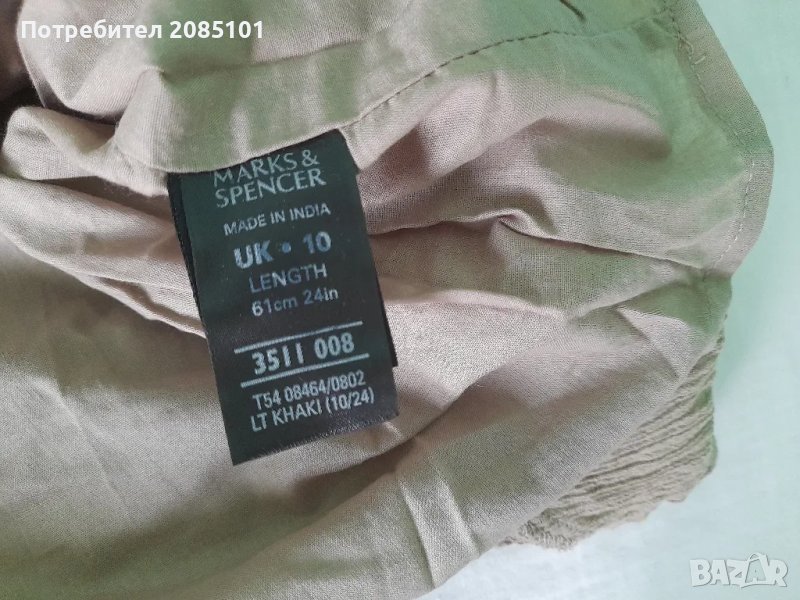 Потребител 2085101
MARKS &
SPENCER
MADE IN INDIA
UK • 10
LENGTH
61cm 24in
3511 008
T54 08464/0802
LT KHAKI (10/24)
BAZAR